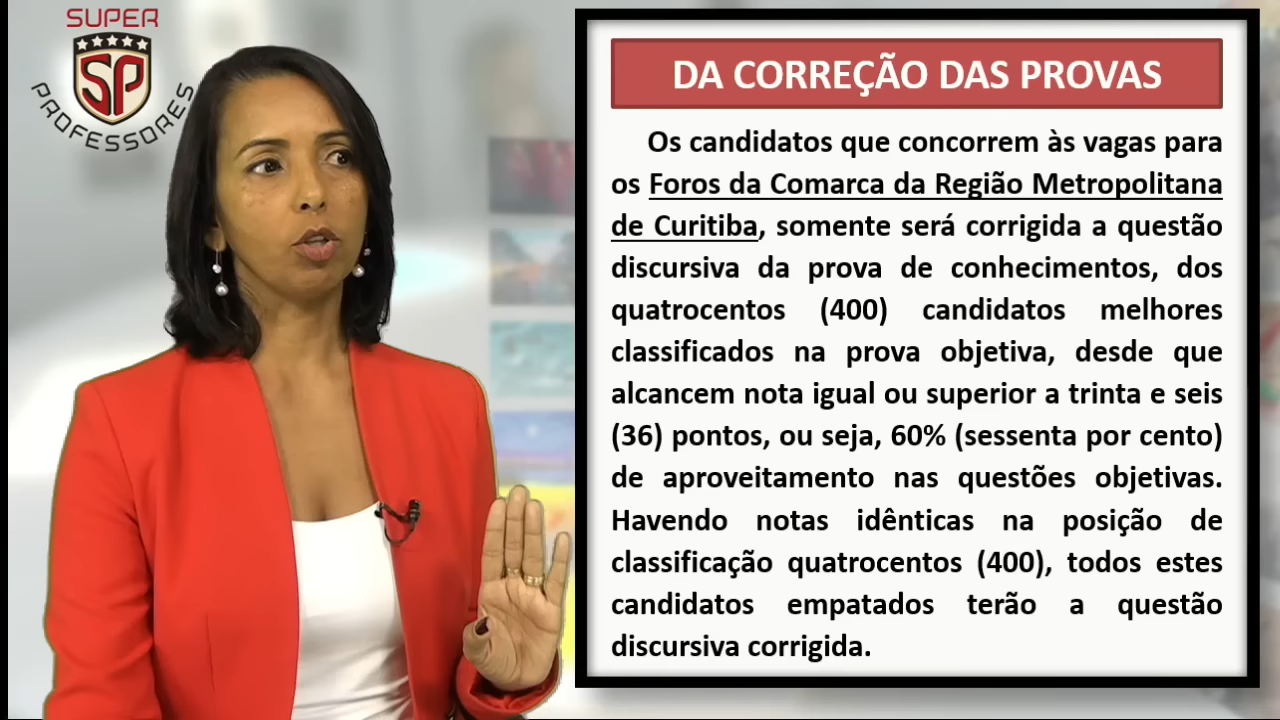 SUPER
SP
PROFESSORES
DA CORREÇÃO DAS PROVAS
Os candidatos que concorrem às vagas para
os Foros da Comarca da Região Metropolitana
de Curitiba, somente será corrigida a questão
discursiva da prova de conhecimentos, dos
quatrocentos (400) candidatos melhores
classificados na prova objetiva, desde que
alcancem nota igual ou superior a trinta e seis
(36) pontos, ou seja, 60% (sessenta por cento)
de aproveitamento nas questões objetivas.
Havendo notas idênticas na posição de
classificação quatrocentos (400), todos estes
candidatos empatados terão a questão
discursiva corrigida.